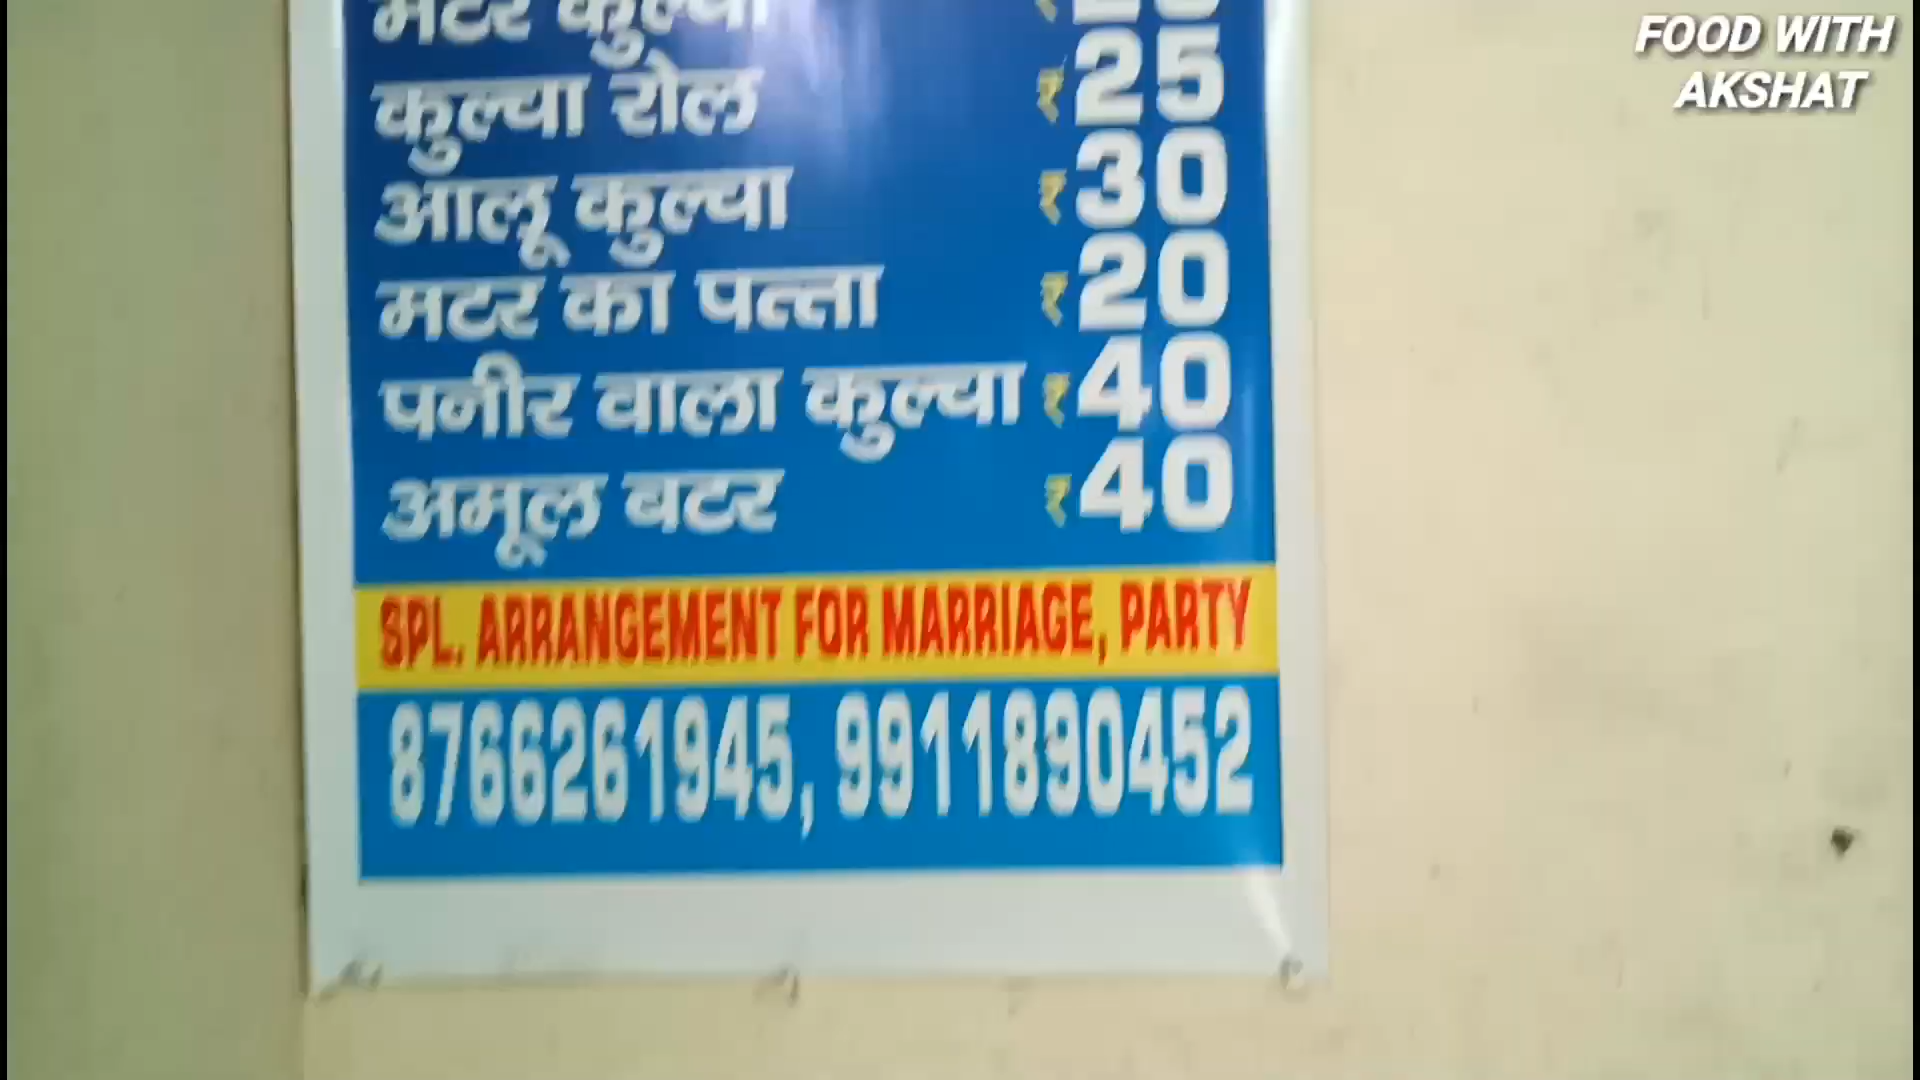 FOOD WITH
AKSHAT
मटर कुल्चा
कुल्चा रोल ₹25
आलू कुल्चा ₹30
मटर का पत्ता ₹20
पनीर वाला कुल्चा ₹40
अमूल बटर ₹40
SPL. ARRANGEMENT FOR MARRIAGE, PARTY
8766261945, 9911890452